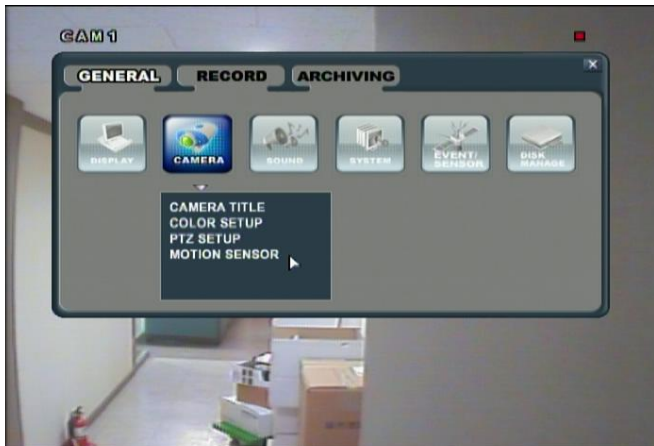 CAM 1
GENERAL RECORD ARCHIVING
DISPLAY CAMERA SOUND SYSTEM EVENT/ SENSOR DISK MANAGE
CAMERA TITLE
COLOR SETUP
PTZ SETUP
MOTION SENSOR